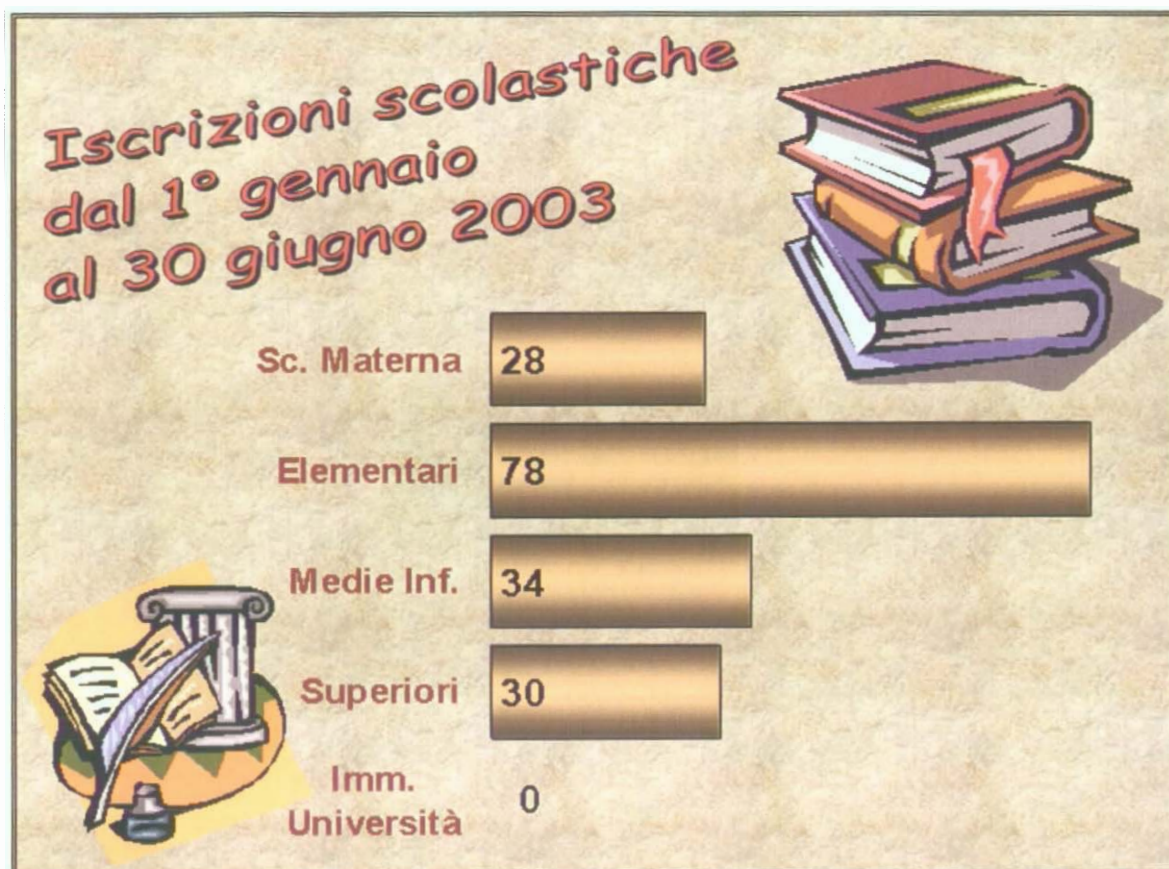 Iscrizioni scolastiche
dal 1° gennaio
al 30 giugno 2003
Sc. Materna 28
Elementari 78
Medie Inf. 34
Superiori 30
Imm.
Università 0